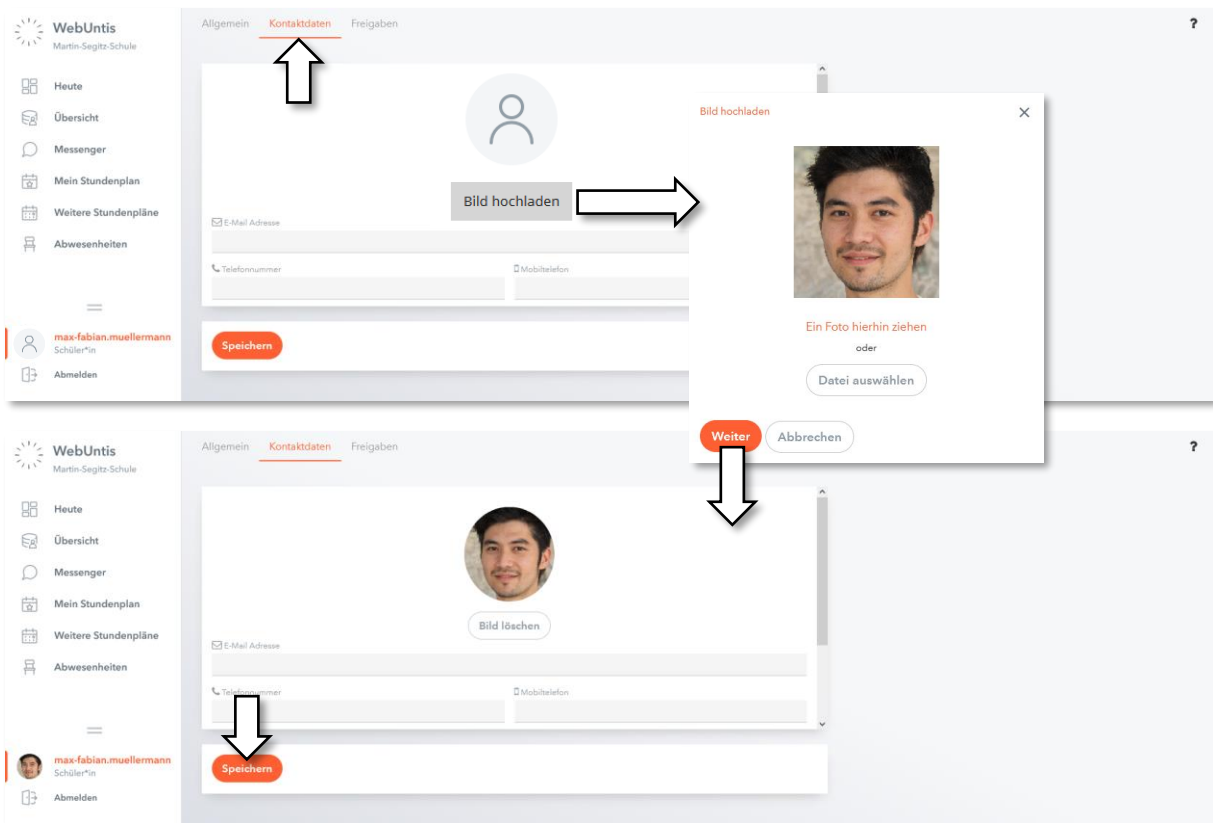 WebUntis
Martin-Segitz-Schule
Allgemein Kontaktdaten Freigaben
?
Heute
Übersicht
Messenger
Mein Stundenplan
Weitere Stundenpläne
Abwesenheiten
max-fabian.muellermann
Schüler*in
Abmelden
Bild hochladen
E-Mail Adresse
Telefonnummer Mobiltelefon
Speichern
Bild hochladen
Ein Foto hierhin ziehen
oder
Datei auswählen
Weiter Abbrechen
WebUntis
Martin-Segitz-Schule
Allgemein Kontaktdaten Freigaben
?
Heute
Übersicht
Messenger
Mein Stundenplan
Weitere Stundenpläne
Abwesenheiten
max-fabian.muellermann
Schüler*in
Abmelden
Bild löschen
E-Mail Adresse
Telefonnummer Mobiltelefon
Speichern